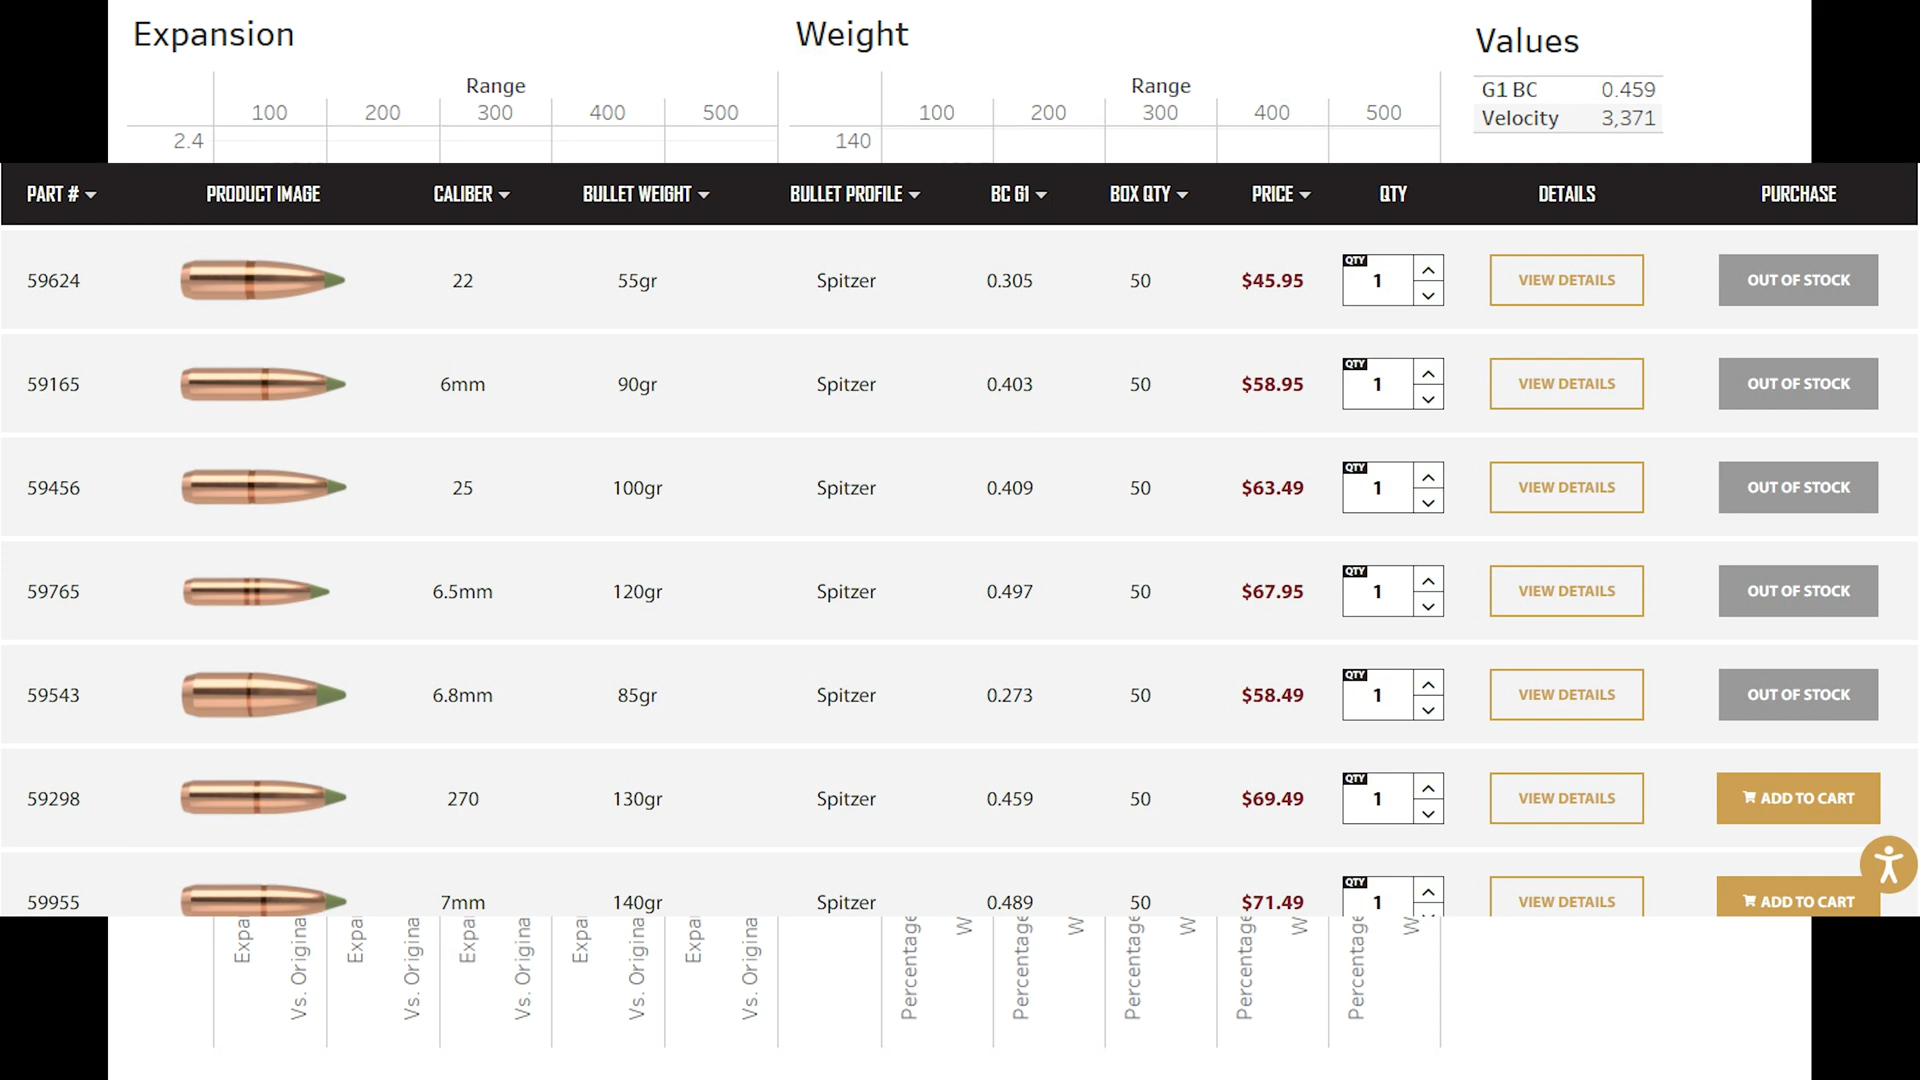 Expansion
Weight
Values
Range
Range
G1 BC 0.459
100 200 300 400 500
100 200 300 400 500
Velocity 3,371
2.4
140
PART # PRODUCT IMAGE CALIBER BULLET WEIGHT BULLET PROFILE BC G1 BOX QTY PRICE QTY DETAILS PURCHASE
59624 22 55gr Spitzer 0.305 50 $45.95 QTY 1 VIEW DETAILS OUT OF STOCK
59165 6mm 90gr Spitzer 0.403 50 $58.95 QTY 1 VIEW DETAILS OUT OF STOCK
59456 25 100gr Spitzer 0.409 50 $63.49 QTY 1 VIEW DETAILS OUT OF STOCK
59765 6.5mm 120gr Spitzer 0.497 50 $67.95 QTY 1 VIEW DETAILS OUT OF STOCK
59543 6.8mm 85gr Spitzer 0.273 50 $58.49 QTY 1 VIEW DETAILS OUT OF STOCK
59298 270 130gr Spitzer 0.459 50 $69.49 QTY 1 VIEW DETAILS ADD TO CART
59955 7mm 140gr Spitzer 0.489 50 $71.49 QTY 1 VIEW DETAILS ADD TO CART
Expa
Vs. Origina
Expa
Vs. Origina
Expa
Vs. Origina
Expa
Vs. Origina
Expa
Vs. Origina
Percentage
W
Percentage
W
Percentage
W
Percentage
W
Percentage
W